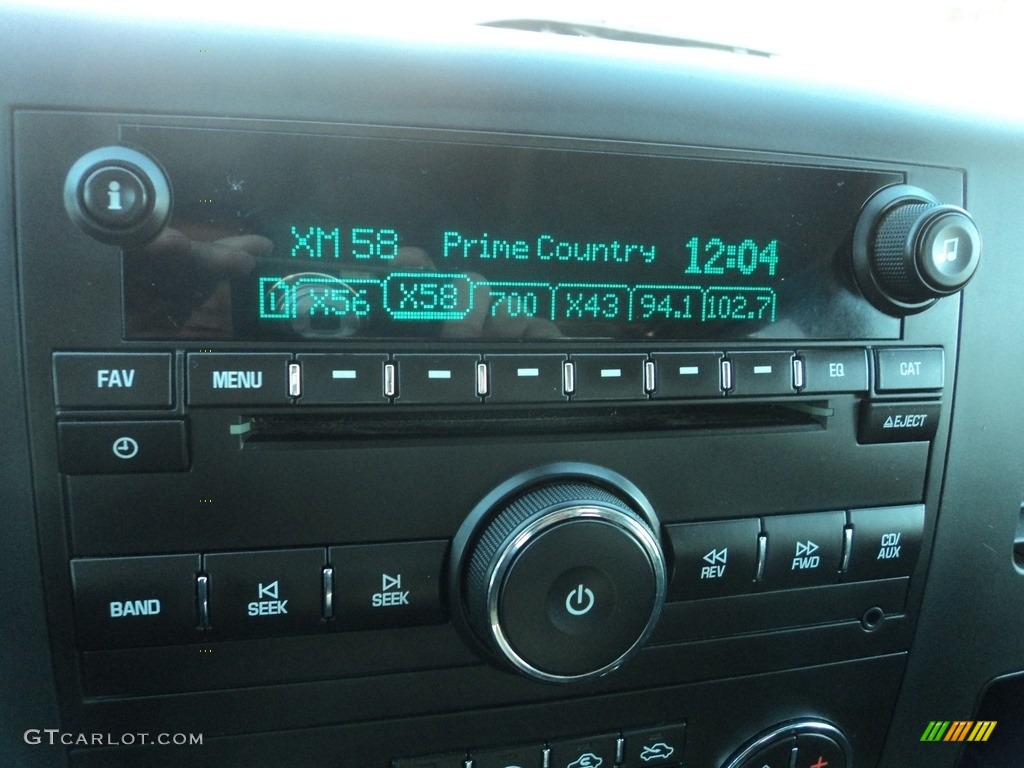 i
XM 58 Prime Country 12:04
1 X56 X58 700 X43 94.1 102.7
FAV MENU EQ CAT
EJECT
BAND SEEK SEEK REV FWD CD/
AUX
GTCARLOT.COM